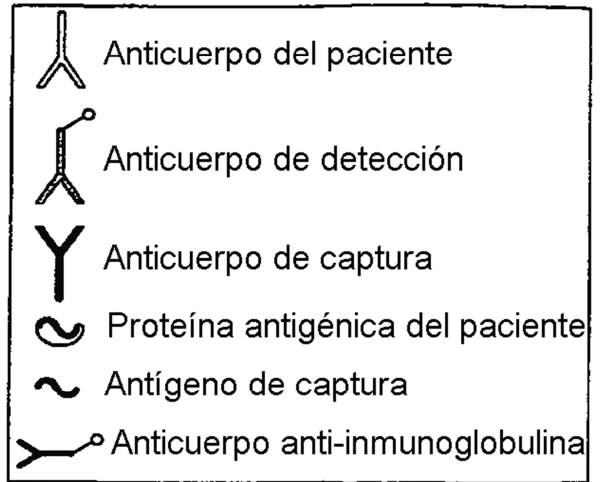 Anticuerpo del paciente
Anticuerpo de detección
Anticuerpo de captura
Proteína antigénica del paciente
Antígeno de captura
Anticuerpo anti-inmunoglobulina